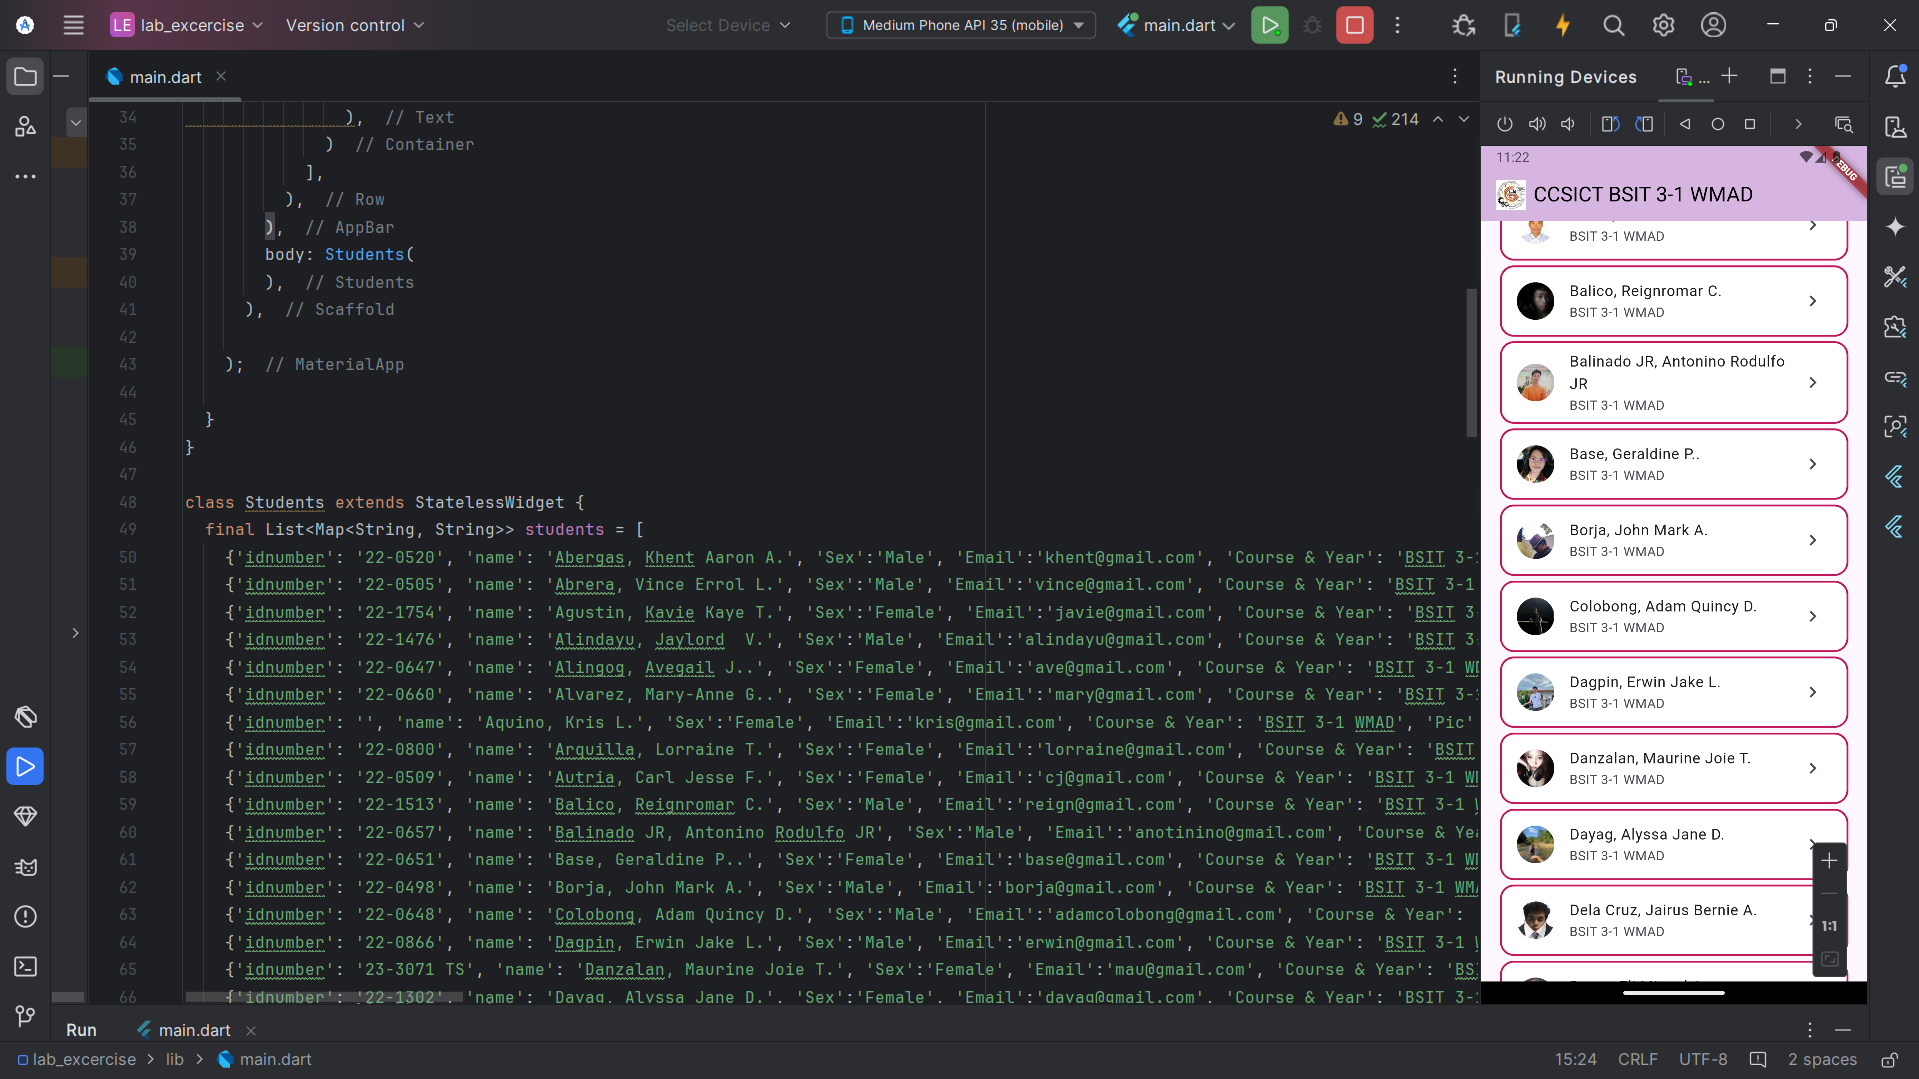 LE lab_excercise Version control Select Device Medium Phone API 35 (mobile) main.dart
main.dart
Running Devices ...
9 214
34 ), // Text
35 ) // Container
36 ],
37 ), // Row
38 ), // AppBar
39 body: Students(
40 ), // Students
41 ), // Scaffold
42
43 ); // MaterialApp
44
45 }
46 }
47
48 class Students extends StatelessWidget {
49 final List<Map<String, String>> students = [
50 {'idnumber': '22-0520', 'name': 'Abergas, Khent Aaron A.', 'Sex':'Male', 'Email':'khent@gmail.com', 'Course & Year': 'BSIT 3-
51 {'idnumber': '22-0505', 'name': 'Abrera, Vince Errol L.', 'Sex':'Male', 'Email':'vince@gmail.com', 'Course & Year': 'BSIT 3-1
52 {'idnumber': '22-1754', 'name': 'Agustin, Kavie Kaye T.', 'Sex':'Female', 'Email':'javie@gmail.com', 'Course & Year': 'BSIT 3-
53 {'idnumber': '22-1476', 'name': 'Alindayu, Jaylord  V.', 'Sex':'Male', 'Email':'alindayu@gmail.com', 'Course & Year': 'BSIT 3-
54 {'idnumber': '22-0647', 'name': 'Alingog, Avegail J..', 'Sex':'Female', 'Email':'ave@gmail.com', 'Course & Year': 'BSIT 3-1 W
55 {'idnumber': '22-0660', 'name': 'Alvarez, Mary-Anne G..', 'Sex':'Female', 'Email':'mary@gmail.com', 'Course & Year': 'BSIT 3-
56 {'idnumber': '', 'name': 'Aquino, Kris L.', 'Sex':'Female', 'Email':'kris@gmail.com', 'Course & Year': 'BSIT 3-1 WMAD', 'Pic'
57 {'idnumber': '22-0800', 'name': 'Arquilla, Lorraine T.', 'Sex':'Female', 'Email':'lorraine@gmail.com', 'Course & Year': 'BSIT
58 {'idnumber': '22-0509', 'name': 'Autria, Carl Jesse F.', 'Sex':'Female', 'Email':'cj@gmail.com', 'Course & Year': 'BSIT 3-1 W
59 {'idnumber': '22-1513', 'name': 'Balico, Reignromar C.', 'Sex':'Male', 'Email':'reign@gmail.com', 'Course & Year': 'BSIT 3-1
60 {'idnumber': '22-0657', 'name': 'Balinado JR, Antonino Rodulfo JR', 'Sex':'Male', 'Email':'anotinino@gmail.com', 'Course & Yea
61 {'idnumber': '22-0651', 'name': 'Base, Geraldine P..', 'Sex':'Female', 'Email':'base@gmail.com', 'Course & Year': 'BSIT 3-1 W
62 {'idnumber': '22-0498', 'name': 'Borja, John Mark A.', 'Sex':'Male', 'Email':'borja@gmail.com', 'Course & Year': 'BSIT 3-1 WMA
63 {'idnumber': '22-0648', 'name': 'Colobong, Adam Quincy D.', 'Sex':'Male', 'Email':'adamcolobong@gmail.com', 'Course & Year':
64 {'idnumber': '22-0866', 'name': 'Dagpin, Erwin Jake L.', 'Sex':'Male', 'Email':'erwin@gmail.com', 'Course & Year': 'BSIT 3-1
65 {'idnumber': '23-3071 TS', 'name': 'Danzalan, Maurine Joie T.', 'Sex':'Female', 'Email':'mau@gmail.com', 'Course & Year': 'BS
66 {'idnumber': '22-1302', 'name': 'Dayag, Alyssa Jane D.', 'Sex':'Female', 'Email':'dayag@gmail.com', 'Course & Year': 'BSIT 3-
11:22
DEBUG
CCSICT BSIT 3-1 WMAD
BSIT 3-1 WMAD
Balico, Reignromar C.
BSIT 3-1 WMAD
Balinado JR, Antonino Rodulfo
JR
BSIT 3-1 WMAD
Base, Geraldine P..
BSIT 3-1 WMAD
Borja, John Mark A.
BSIT 3-1 WMAD
Colobong, Adam Quincy D.
BSIT 3-1 WMAD
Dagpin, Erwin Jake L.
BSIT 3-1 WMAD
Danzalan, Maurine Joie T.
BSIT 3-1 WMAD
Dayag, Alyssa Jane D.
BSIT 3-1 WMAD
Dela Cruz, Jairus Bernie A.
BSIT 3-1 WMAD
1:1
Run main.dart
lab_excercise > lib > main.dart
15:24 CRLF UTF-8 2 spaces